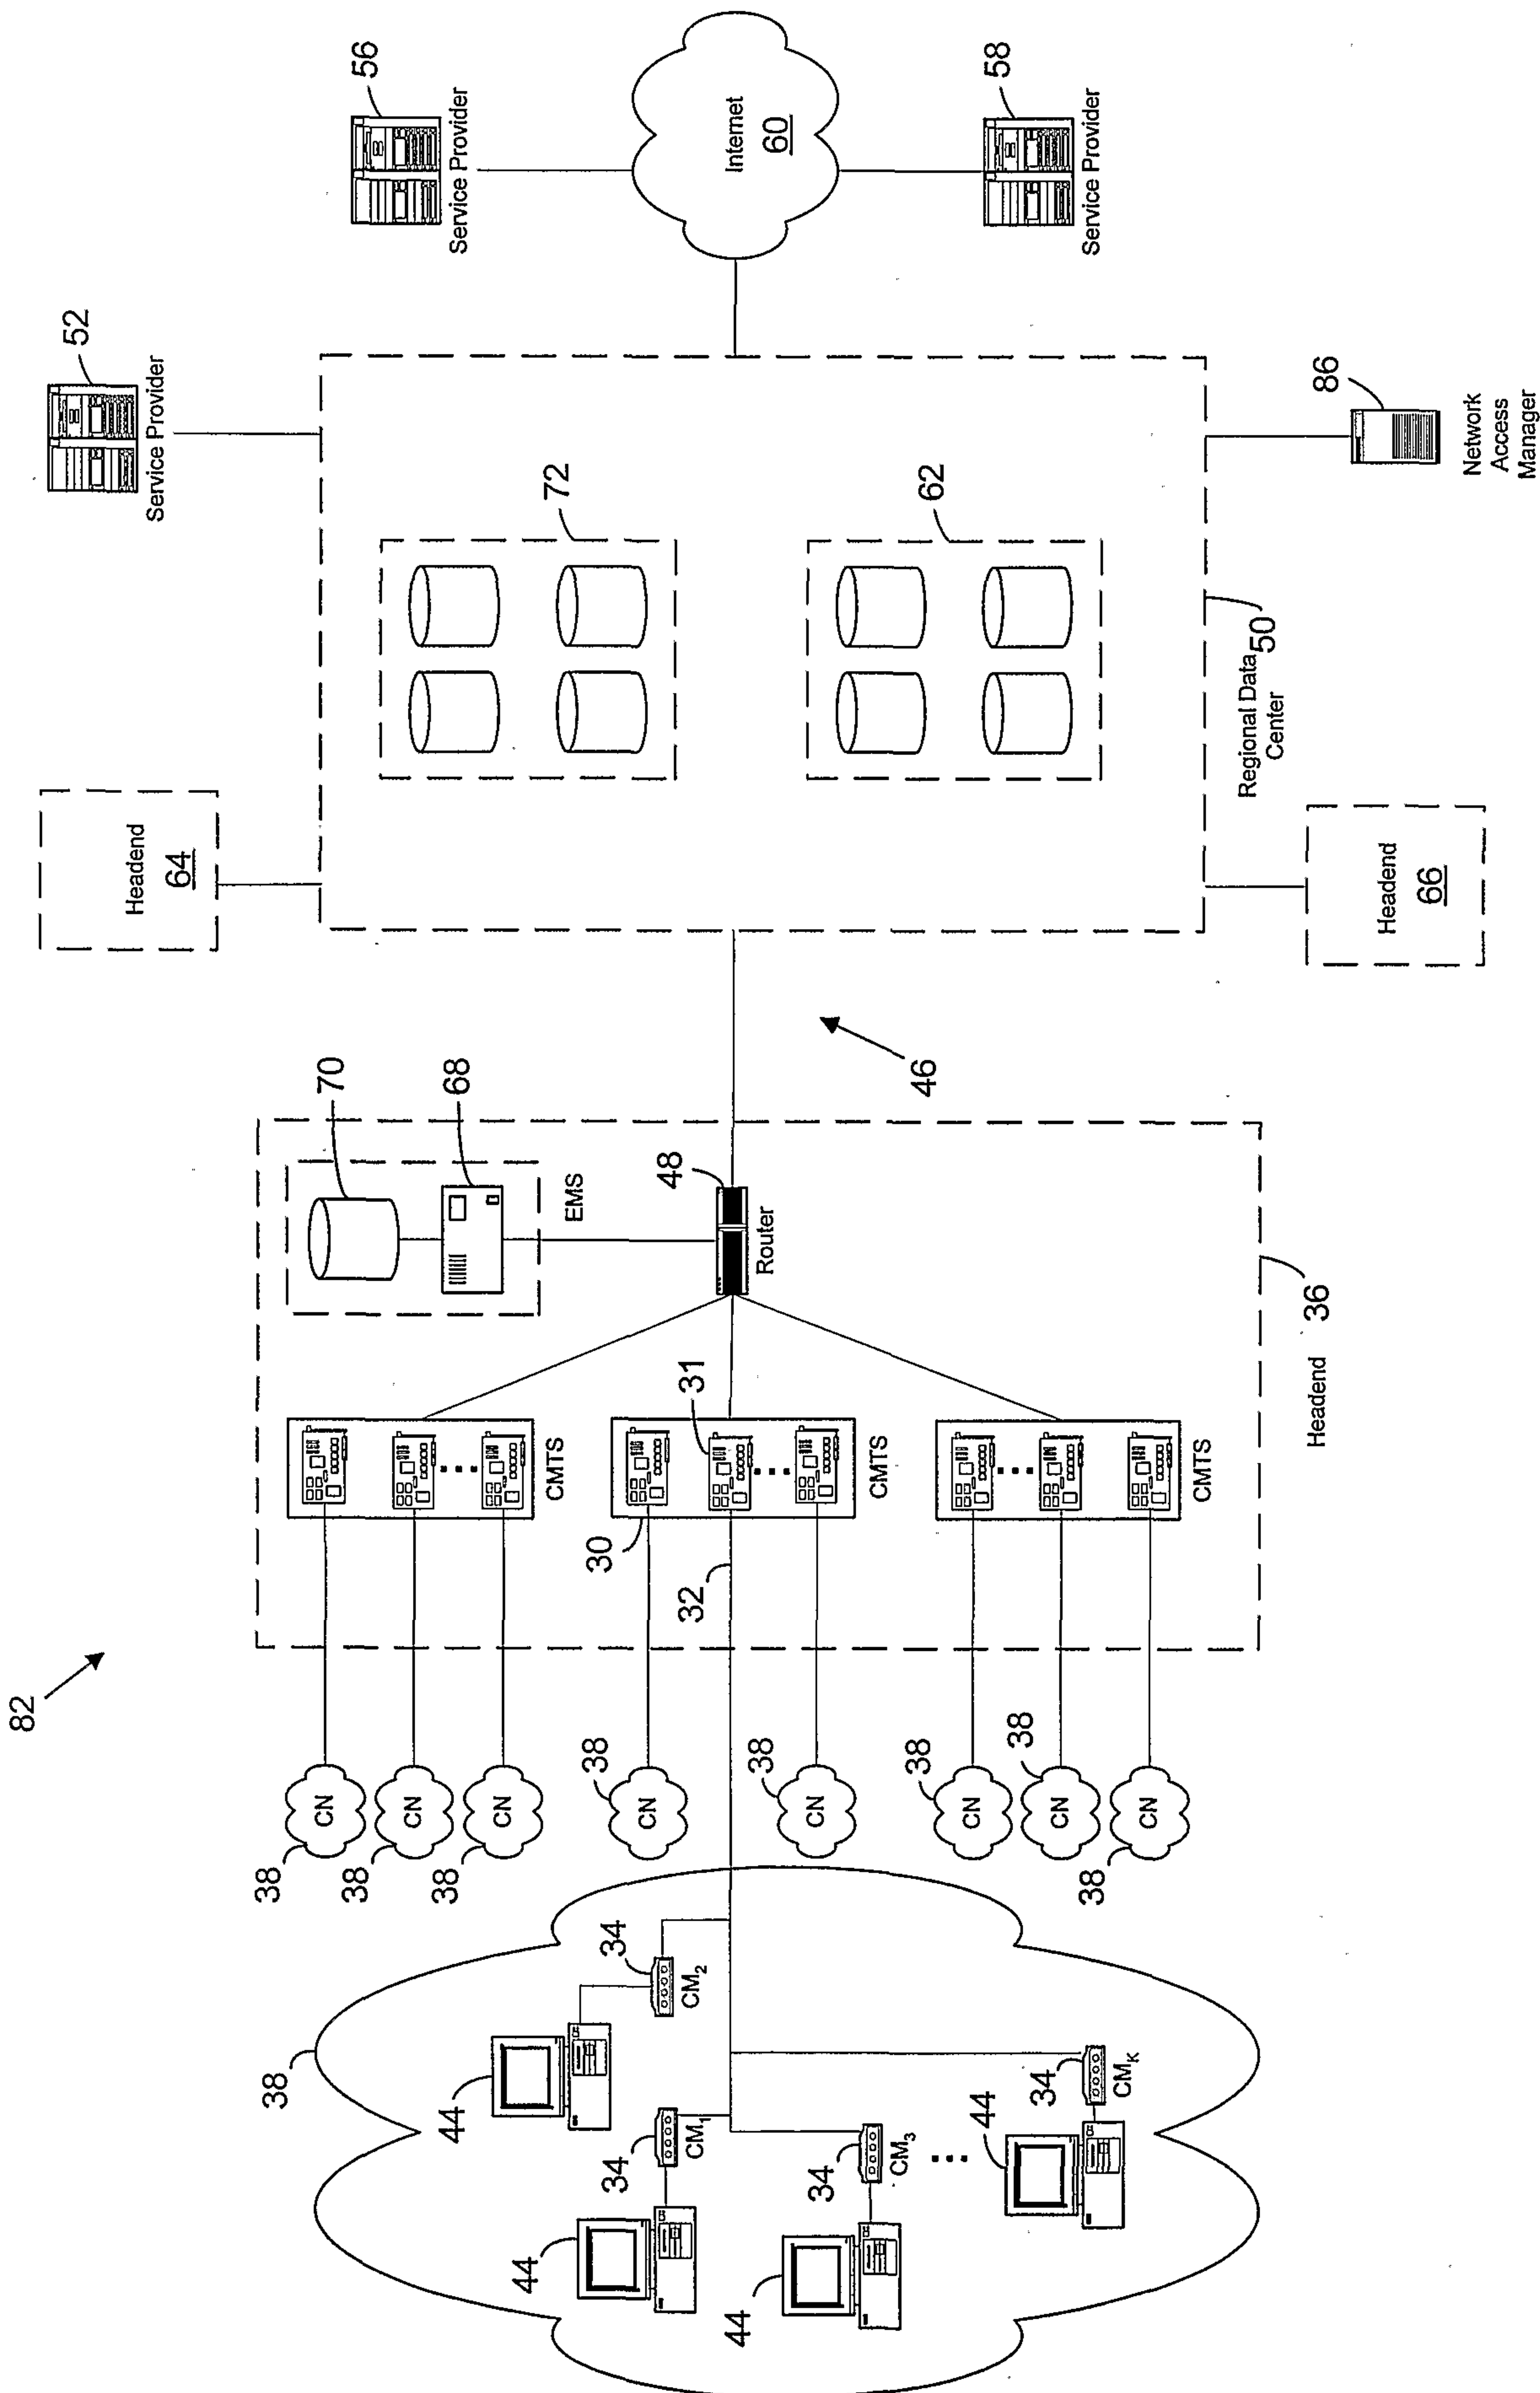 82
38
44
34
CM2
44
34
CM1
44
34
CM3
44
34
CMK
38
CN
38
CN
38
CN
38
CN
38
CN
38
CN
38
CN
38
CN
30
32
31
CMTS
CMTS
CMTS
70
68
EMS
48
Router
Headend
36
46
Headend
64
Headend
66
72
62
Regional Data
Center
50
52
Service Provider
86
Network
Access
Manager
56
Service Provider
Internet
60
58
Service Provider